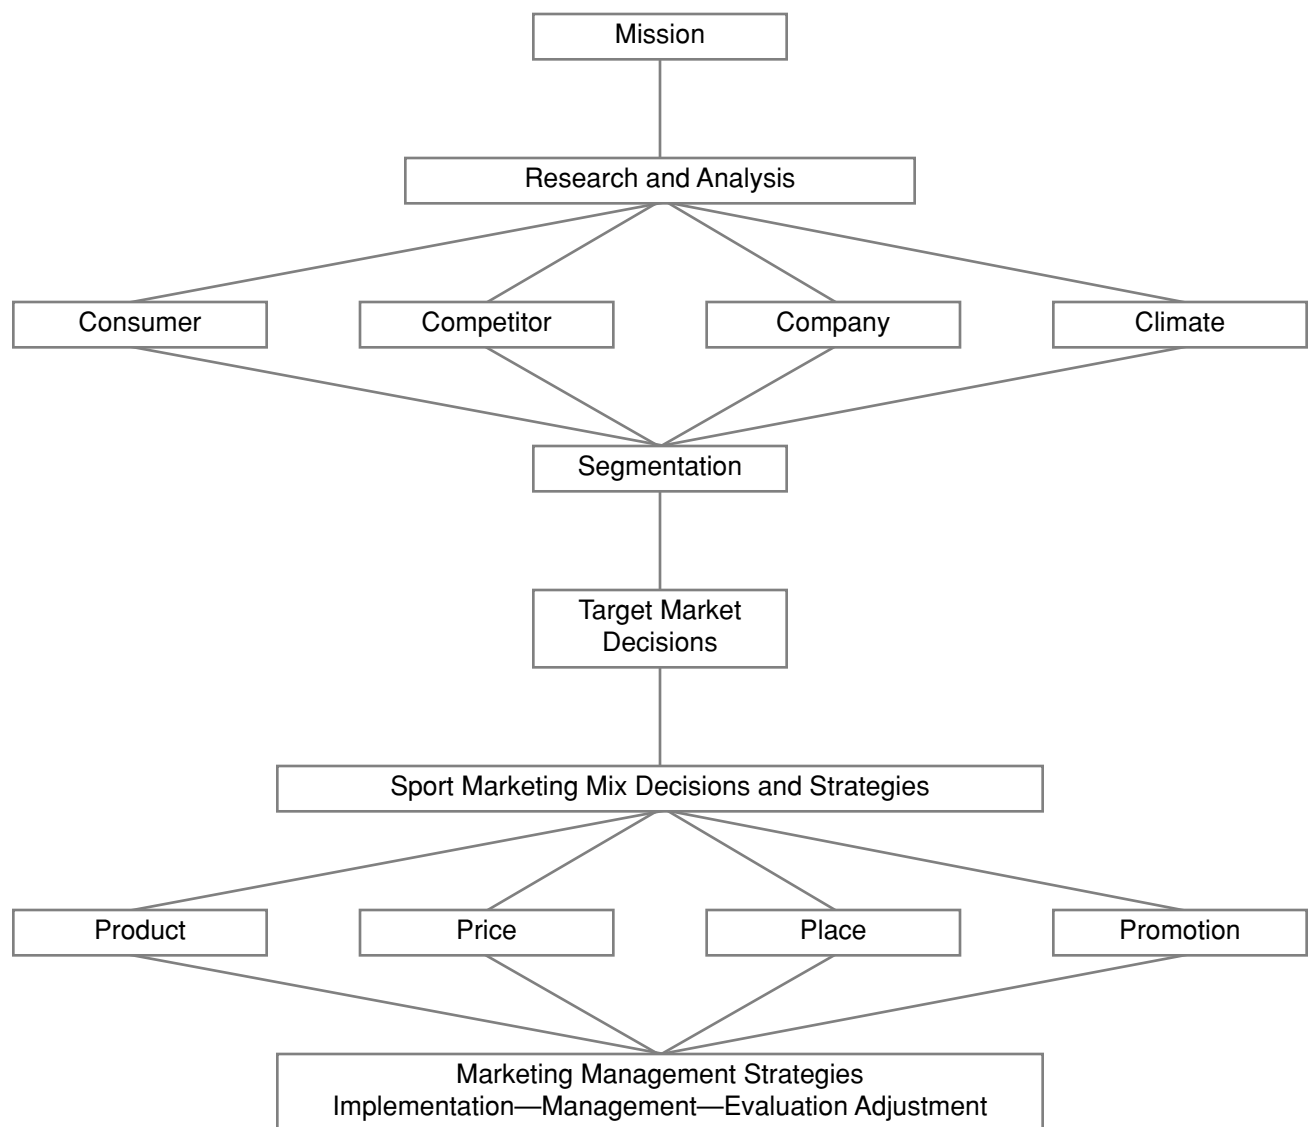 Mission
Research and Analysis
Consumer
Competitor
Company
Climate
Segmentation
Target Market
Decisions
Sport Marketing Mix Decisions and Strategies
Product
Price
Place
Promotion
Marketing Management Strategies
Implementation—Management—Evaluation Adjustment